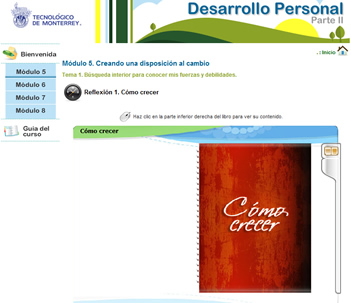 TECNOLÓGICO
DE MONTERREY.
Desarrollo Personal
Parte II
Bienvenida
.: Inicio
Módulo 5
Módulo 6
Módulo 7
Módulo 8
Guía del
curso
Módulo 5. Creando una disposición al cambio
Tema 1. Búsqueda interior para conocer mis fuerzas y debilidades.
Reflexión 1. Cómo crecer
Haz clic en la parte inferior derecha del libro para ver su contenido.
Cómo crecer
Cómo
crecer